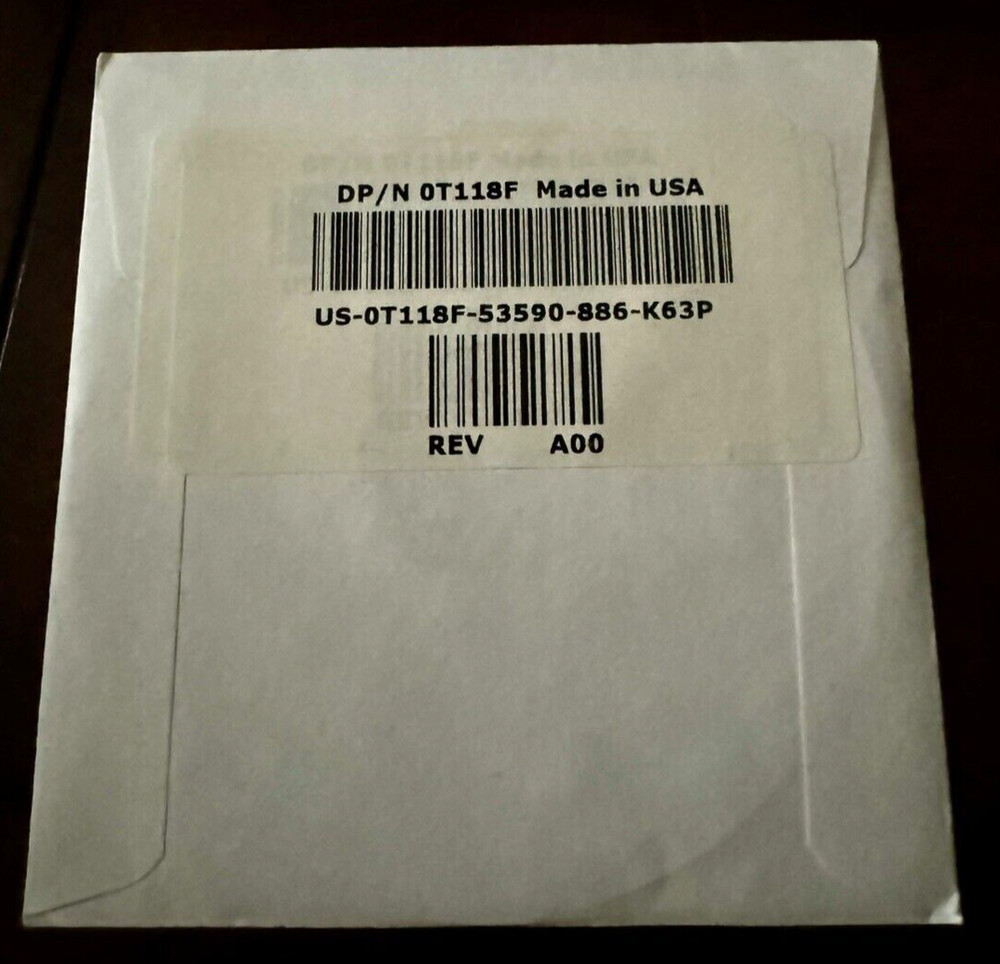 DP/N 0T118F Made in USA
US-0T118F-53590-886-K63P
REV A00